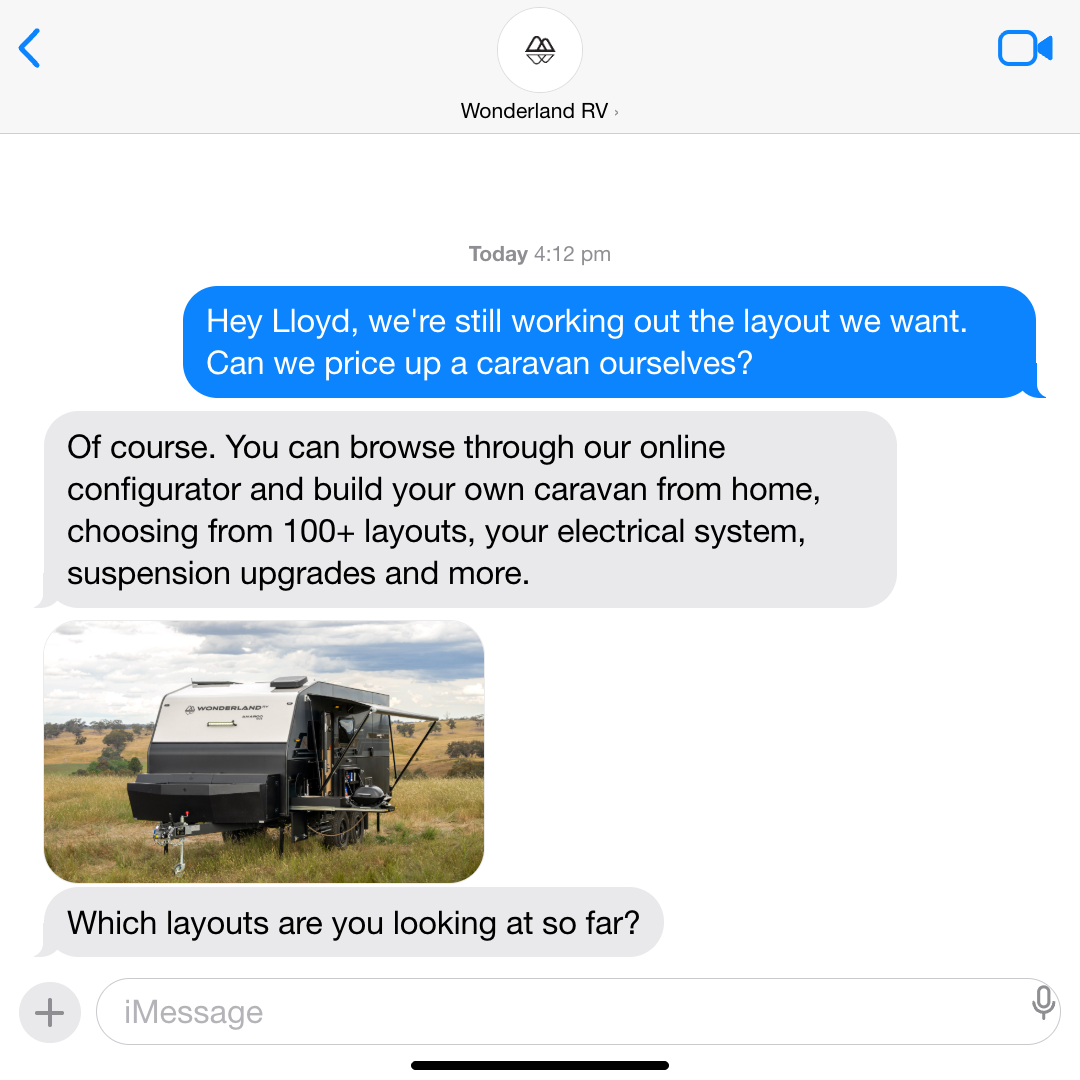 Wonderland RV ›
Today 4:12 pm
Hey Lloyd, we're still working out the layout we want.
Can we price up a caravan ourselves?
Of course. You can browse through our online
configurator and build your own caravan from home,
choosing from 100+ layouts, your electrical system,
suspension upgrades and more.
WONDERLAND RV
Which layouts are you looking at so far?
iMessage